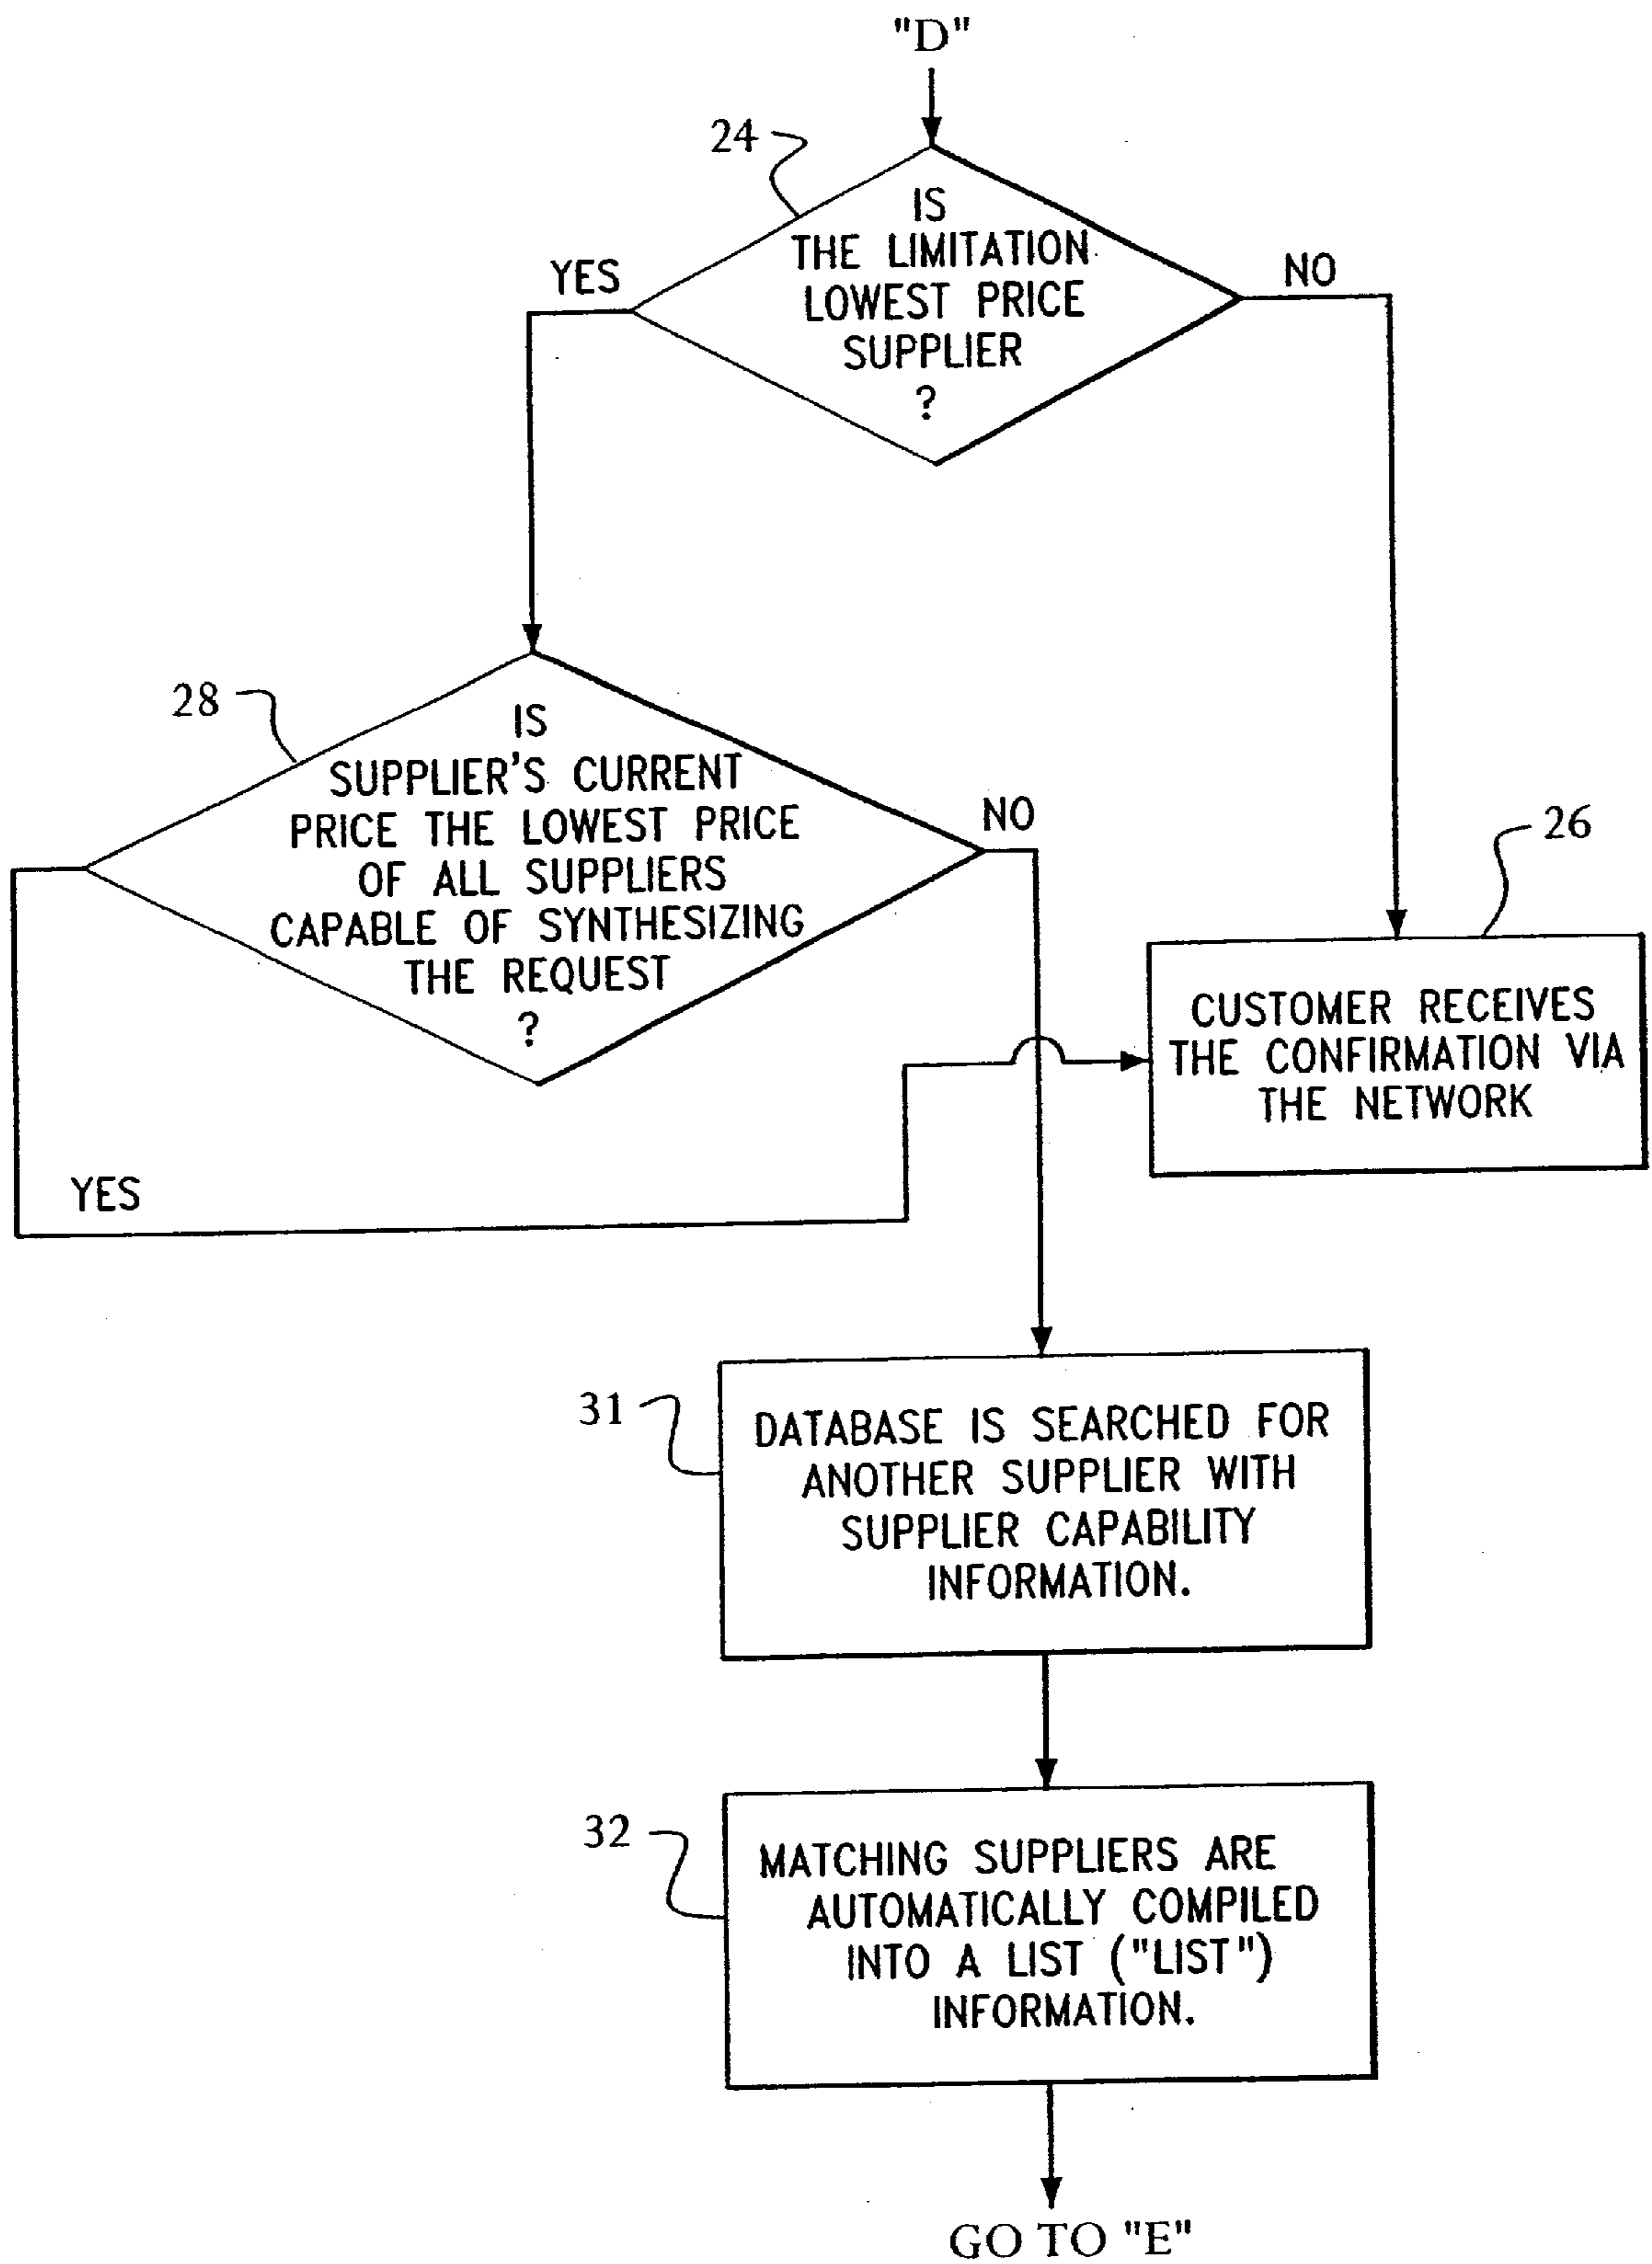 "D"
24
IS
THE LIMITATION
LOWEST PRICE
SUPPLIER
?
YES
NO
28
IS
SUPPLIER'S CURRENT
PRICE THE LOWEST PRICE
OF ALL SUPPLIERS
CAPABLE OF SYNTHESIZING
THE REQUEST
?
NO
YES
26
CUSTOMER RECEIVES
THE CONFIRMATION VIA
THE NETWORK
31
DATABASE IS SEARCHED FOR
ANOTHER SUPPLIER WITH
SUPPLIER CAPABILITY
INFORMATION.
32
MATCHING SUPPLIERS ARE
AUTOMATICALLY COMPILED
INTO A LIST ("LIST")
INFORMATION.
GO TO "E"